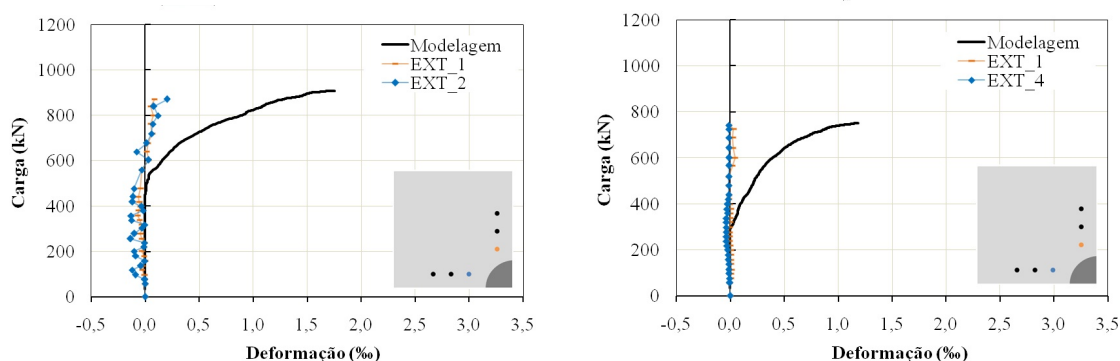 1200
1000
800
600
400
200
0
Carga (kN)
Modelagem
EXT_1
EXT_2
-0,5 0,0 0,5 1,0 1,5 2,0 2,5 3,0 3,5
Deformação (‰)
1200
1000
800
600
400
200
0
Carga (kN)
Modelagem
EXT_1
EXT_4
-0,5 0,0 0,5 1,0 1,5 2,0 2,5 3,0 3,5
Deformação (‰)